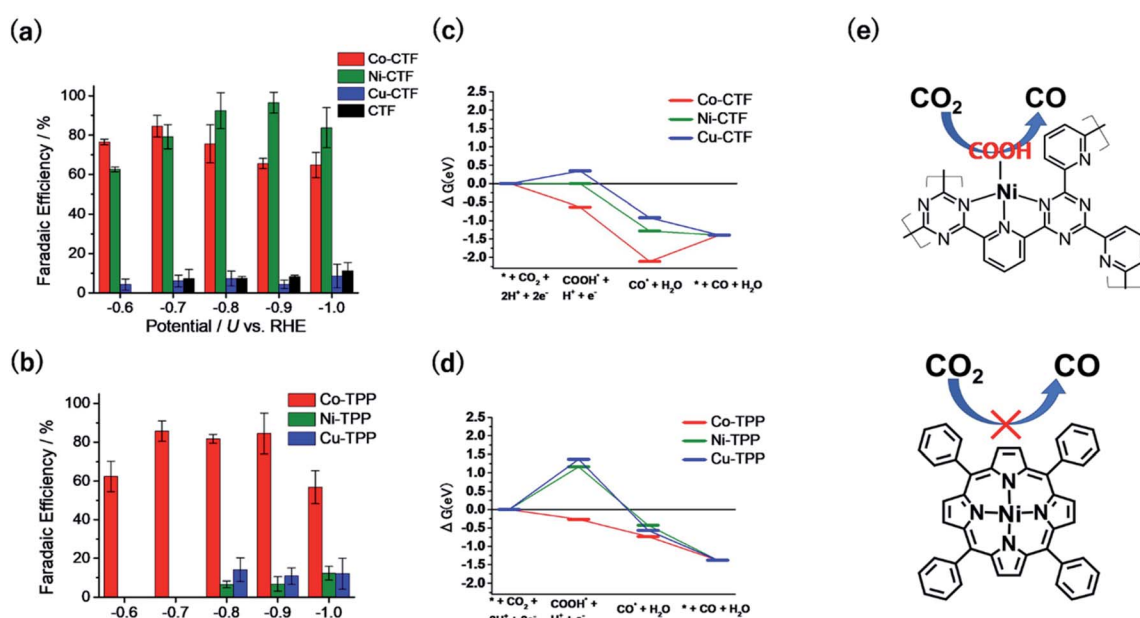 (a)
Co-CTF
Ni-CTF
Cu-CTF
CTF
Faradaic Efficiency / %
100
80
60
40
20
0
-0.6
-0.7
-0.8
-0.9
-1.0
Potential / U vs. RHE
(b)
Co-TPP
Ni-TPP
Cu-TPP
Faradaic Efficiency / %
100
80
60
40
20
0
-0.6
-0.7
-0.8
-0.9
-1.0
(c)
Co-CTF
Ni-CTF
Cu-CTF
Δ G(eV)
2.5
2.0
1.5
1.0
0.5
0.0
-0.5
-1.0
-1.5
-2.0
* + CO₂ +
2H⁺ + 2e⁻
COOH* +
H⁺ + e⁻
CO* + H₂O
* + CO + H₂O
(d)
Co-TPP
Ni-TPP
Cu-TPP
Δ G(eV)
2.5
2.0
1.5
1.0
0.5
0.0
-0.5
-1.0
-1.5
-2.0
* + CO₂ +
COOH* +
CO* + H₂O
* + CO + H₂O
(e)
CO₂
CO
COOH
Ni
N
N
N
N
N
N
N
N
N
CO₂
CO
N
N
Ni
N
N